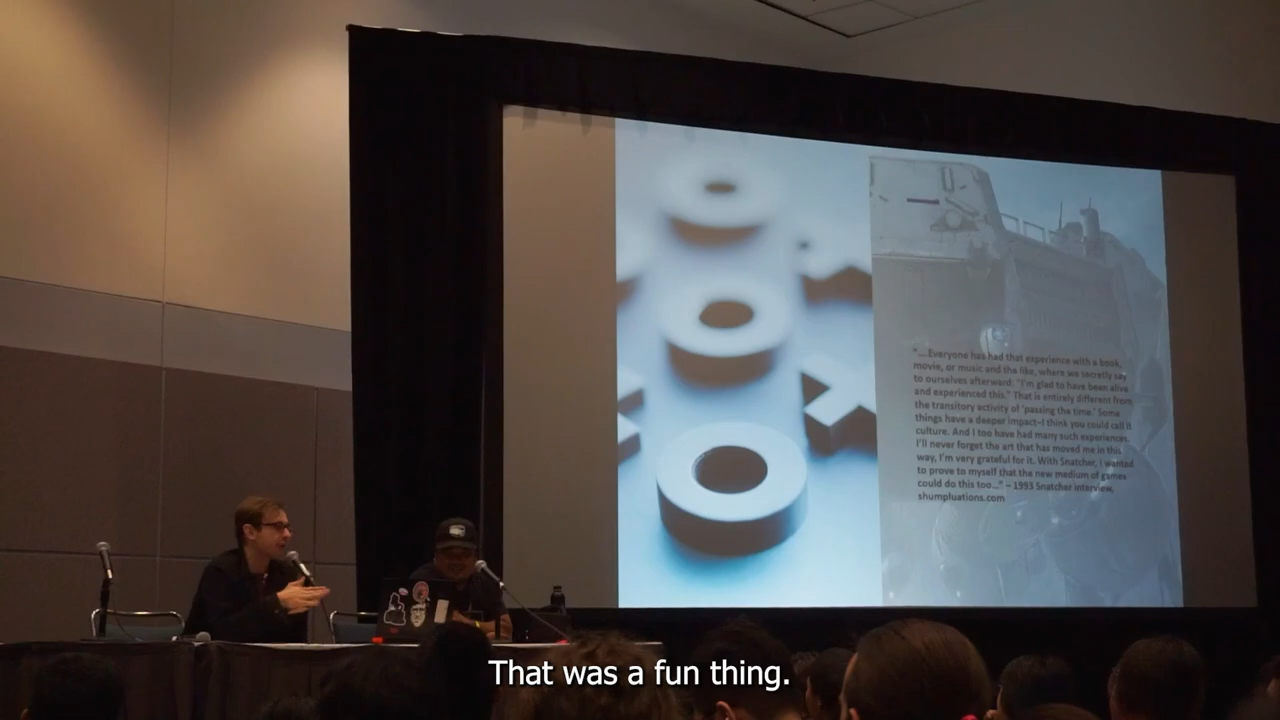 "....Everyone has had that experience with a book,
movie, or music and the like, where we secretly say
to ourselves afterward. "I'm glad to have been alive
and experienced this." That is entirely different from
the transitory activity of 'passing the time.' Some
things have a deeper impact–I think you could call it
culture. And I too have had many such experiences.
I'll never forget the art that has moved me in this
way, I'm very grateful for it. With Snatcher, I wanted
to prove to myself that the new medium of games
could do this too..." – 1993 Snatcher interview,
shumpluations.com
That was a fun thing.